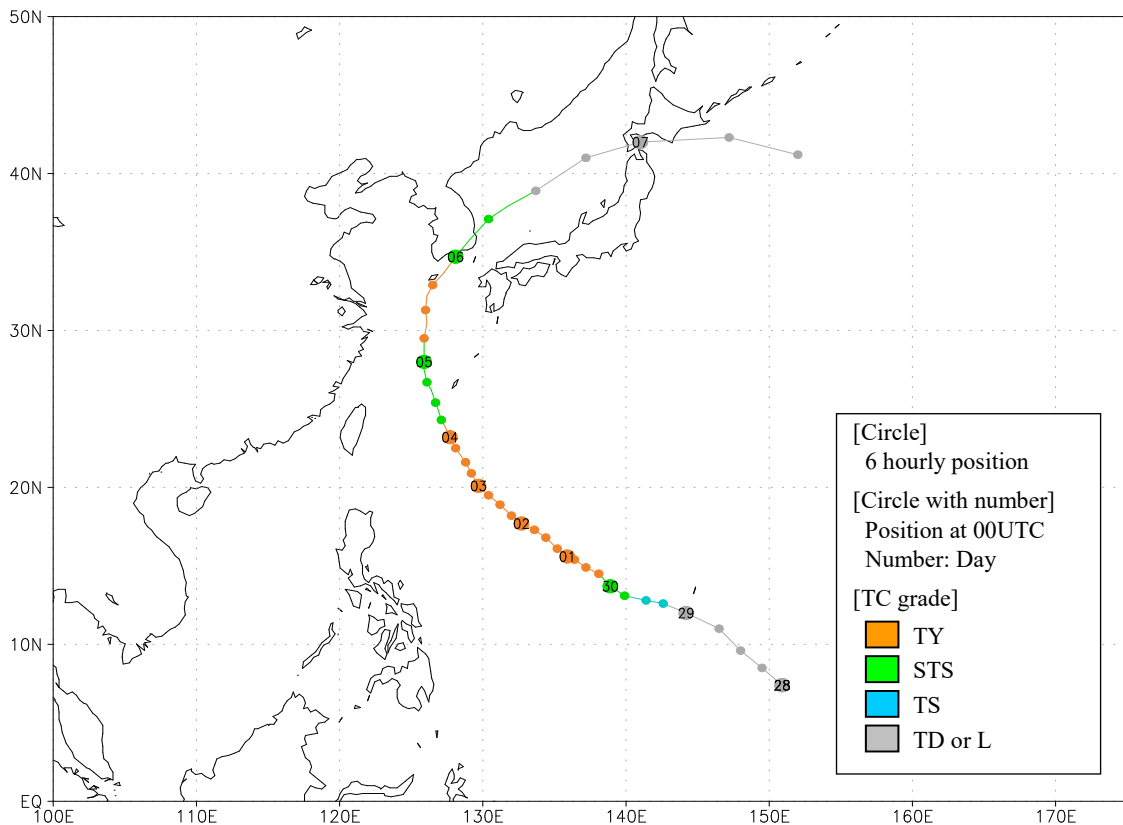 50N
40N
30N
20N
10N
EQ
100E
110E
120E
130E
140E
150E
160E
170E
07
06
05
04
03
02
01
30
29
28
[Circle]
6 hourly position
[Circle with number]
Position at 00UTC
Number: Day
[TC grade]
TY
STS
TS
TD or L